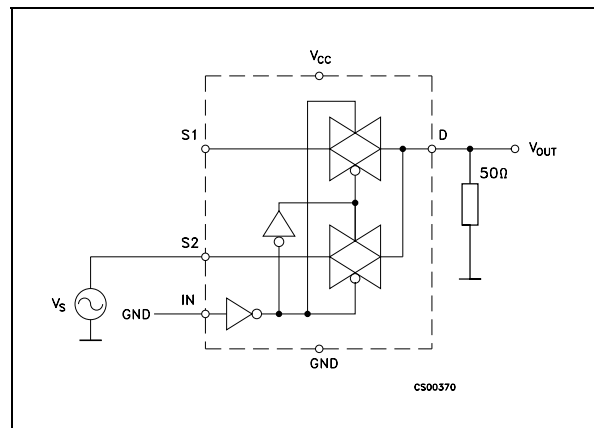 VCC
S1
D
VOUT
50Ω
S2
VS
IN
GND
GND
CS00370